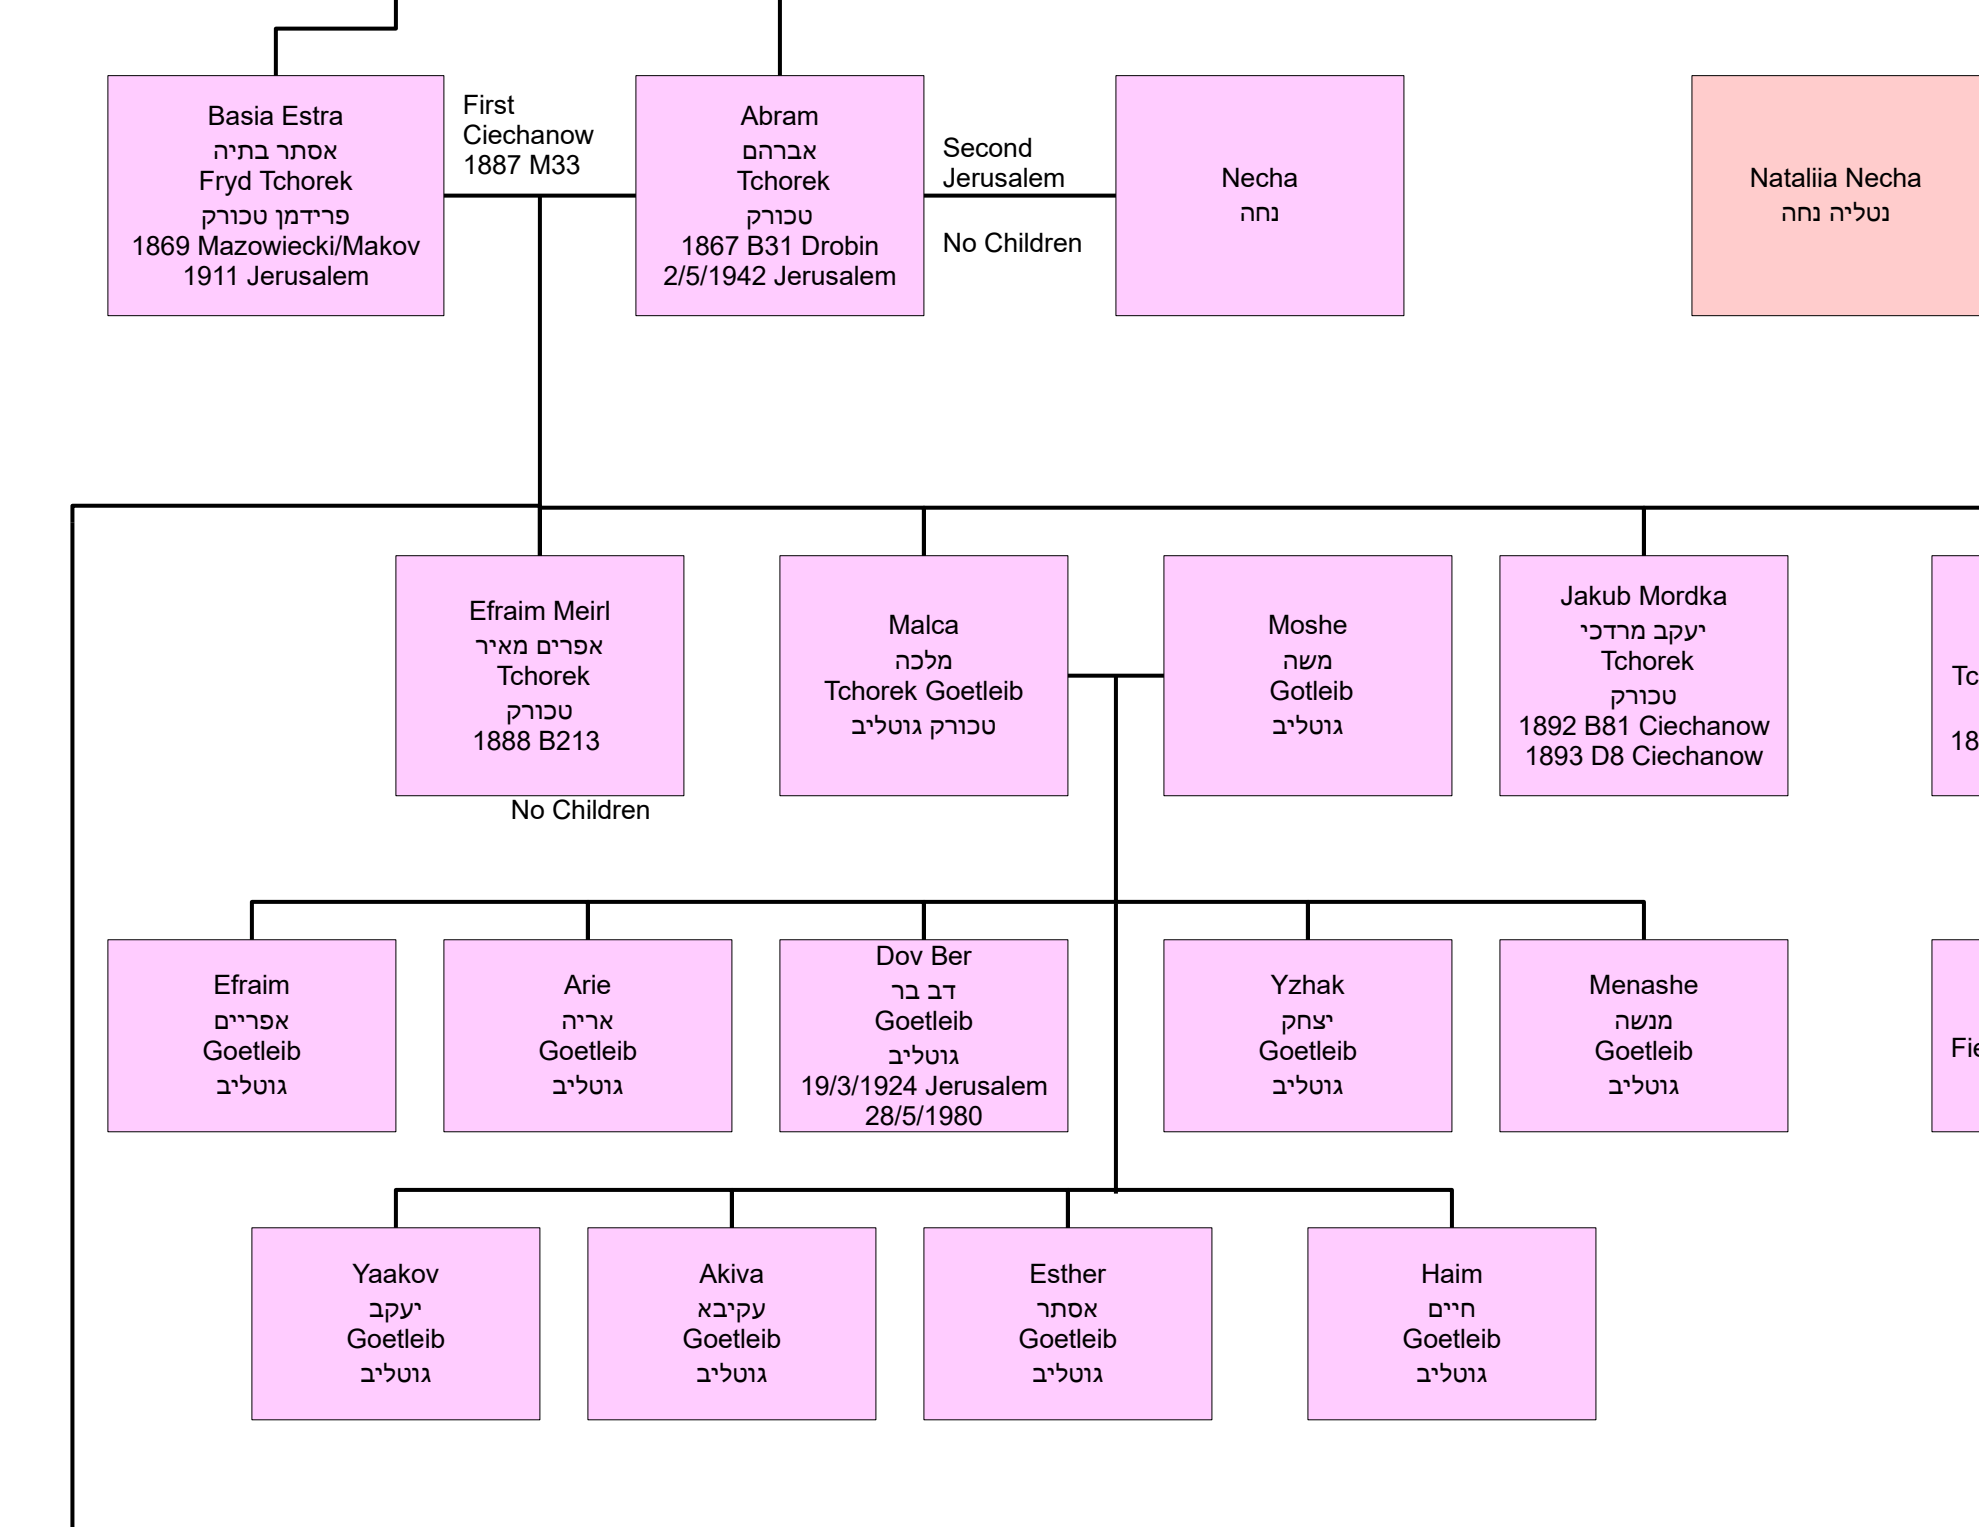 Basia Estra
אסתר בתיה
Fryd Tchorek
פרידמן טכורק
1869 Mazowiecki/Makov
1911 Jerusalem
First
Ciechanow
1887 M33
Abram
אברהם
Tchorek
טכורק
1867 B31 Drobin
2/5/1942 Jerusalem
Second
Jerusalem
No Children
Necha
נחה
Nataliia Necha
נטליה נחה
Efraim Meirl
אפרים מאיר
Tchorek
טכורק
1888 B213
No Children
Malca
מלכה
Tchorek Goetleib
טכורק גוטליב
Moshe
משה
Gotleib
גוטליב
Jakub Mordka
יעקב מרדכי
Tchorek
טכורק
1892 B81 Ciechanow
1893 D8 Ciechanow
Efraim
אפריים
Goetleib
גוטליב
Arie
אריה
Goetleib
גוטליב
Dov Ber
דב בר
Goetleib
גוטליב
19/3/1924 Jerusalem
28/5/1980
Yzhak
יצחק
Goetleib
גוטליב
Menashe
מנשה
Goetleib
גוטליב
Yaakov
יעקב
Goetleib
גוטליב
Akiva
עקיבא
Goetleib
גוטליב
Esther
אסתר
Goetleib
גוטליב
Haim
חיים
Goetleib
גוטליב